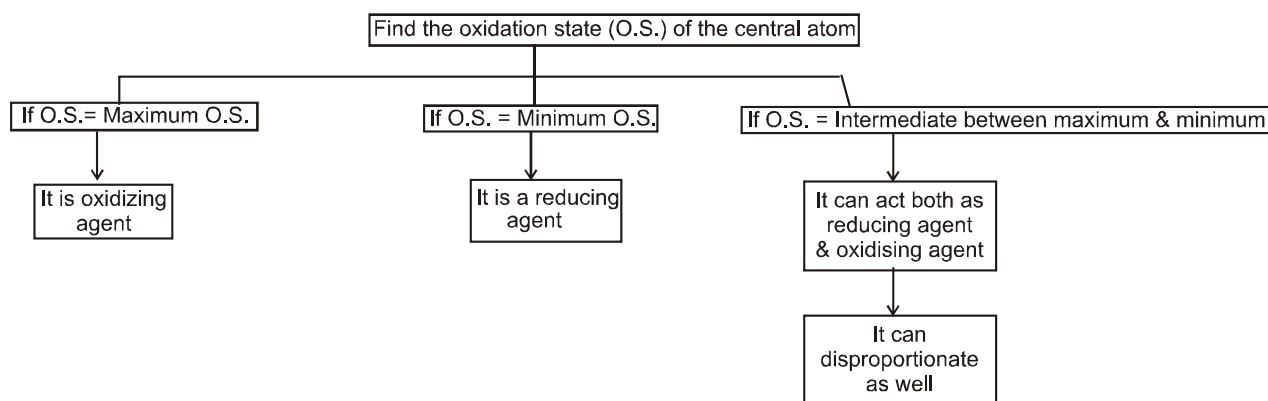 Find the oxidation state (O.S.) of the central atom
If O.S.= Maximum O.S.
If O.S. = Minimum O.S.
If O.S. = Intermediate between maximum & minimum
It is oxidizing
agent
It is a reducing
agent
It can act both as
reducing agent
& oxidising agent
It can
disproportionate
as well